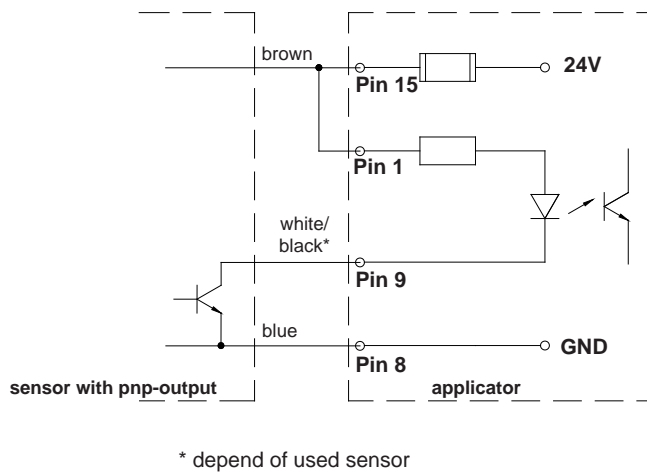 brown
24V
Pin 15
Pin 1
white/
black*
Pin 9
blue
GND
Pin 8
sensor with pnp-output
applicator
* depend of used sensor